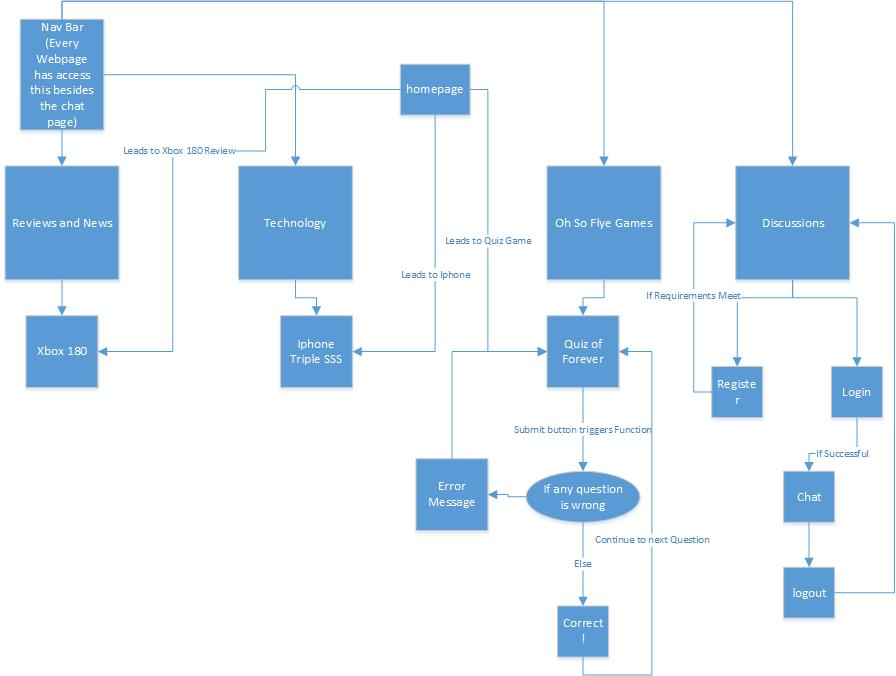 Nav Bar
(Every
Webpage
has access
this besides
the chat
page)
homepage
Leads to Xbox 180 Review
Reviews and News
Technology
Oh So Flye Games
Discussions
Leads to Quiz Game
Leads to Iphone
If Requirements Meet
Xbox 180
Iphone
Triple SSS
Quiz of
Forever
Registe
r
Login
Submit button triggers Function
If Successful
Error
Message
If any question
is wrong
Chat
Continue to next Question
Else
logout
Correct
!